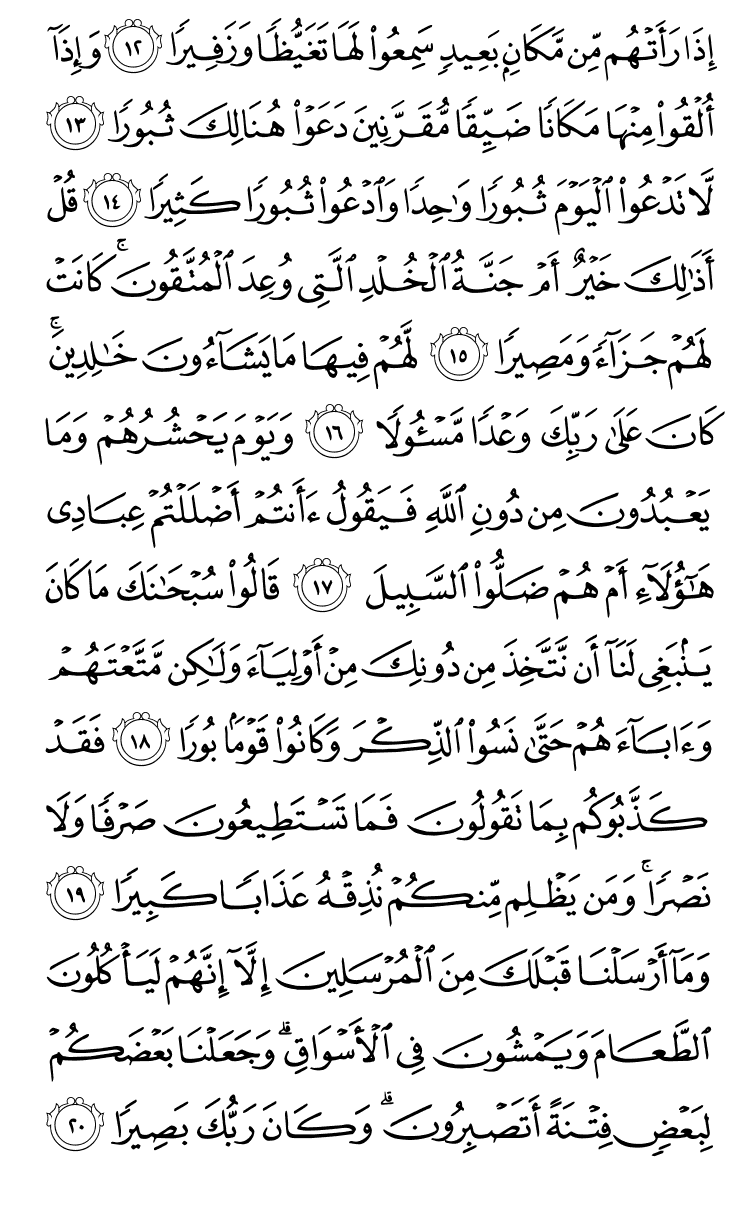 إِذَا رَأَتۡهُم مِّن مَّكَانِۭ بَعِيدٖ سَمِعُواْ لَهَا تَغَيُّظٗا وَزَفِيرٗا ١٢ وَإِذَآ
أُلۡقُواْ مِنۡهَا مَكَانٗا ضَيِّقٗا مُّقَرَّنِينَ دَعَوۡاْ هُنَالِكَ ثُبُورٗا ١٣
لَّا تَدۡعُواْ ٱلۡيَوۡمَ ثُبُورٗا وَٰحِدٗا وَٱدۡعُواْ ثُبُورٗا كَثِيرٗا ١٤ قُلۡ
أَذَٰلِكَ خَيۡرٌ أَمۡ جَنَّةُ ٱلۡخُلۡدِ ٱلَّتِي وُعِدَ ٱلۡمُتَّقُونَۚ كَانَتۡ
لَهُمۡ جَزَآءٗ وَمَصِيرٗا ١٥ لَّهُمۡ فِيهَا مَا يَشَآءُونَ خَٰلِدِينَۚ
كَانَ عَلَىٰ رَبِّكَ وَعۡدٗا مَّسۡـُٔولٗا ١٦ وَيَوۡمَ يَحۡشُرُهُمۡ وَمَا
يَعۡبُدُونَ مِن دُونِ ٱللَّهِ فَيَقُولُ ءَأَنتُمۡ أَضۡلَلۡتُمۡ عِبَادِي
هَٰٓؤُلَآءِ أَمۡ هُمۡ ضَلُّواْ ٱلسَّبِيلَ ١٧ قَالُواْ سُبۡحَٰنَكَ مَا كَانَ
يَنۢبَغِي لَنَآ أَن نَّتَّخِذَ مِن دُونِكَ مِنۡ أَوۡلِيَآءَ وَلَٰكِن مَّتَّعۡتَهُمۡ
وَءَابَآءَهُمۡ حَتَّىٰ نَسُواْ ٱلذِّكۡرَ وَكَانُواْ قَوۡمَۢا بُورٗا ١٨ فَقَدۡ
كَذَّبُوكُم بِمَا تَقُولُونَ فَمَا تَسۡتَطِيعُونَ صَرۡفٗا وَلَا
نَصۡرٗاۚ وَمَن يَظۡلِم مِّنكُمۡ نُذِقۡهُ عَذَابٗا كَبِيرٗا ١٩
وَمَآ أَرۡسَلۡنَا قَبۡلَكَ مِنَ ٱلۡمُرۡسَلِينَ إِلَّآ إِنَّهُمۡ لَيَأۡكُلُونَ
ٱلطَّعَامَ وَيَمۡشُونَ فِي ٱلۡأَسۡوَاقِۗ وَجَعَلۡنَا بَعۡضَكُمۡ
لِبَعۡضٖ فِتۡنَةً أَتَصۡبِرُونَۗ وَكَانَ رَبُّكَ بَصِيرٗا ٢٠